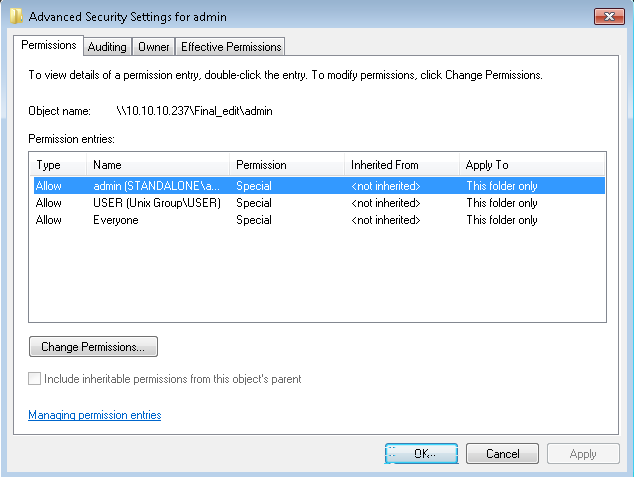 Advanced Security Settings for admin
Permissions Auditing Owner Effective Permissions
To view details of a permission entry, double-click the entry. To modify permissions, click Change Permissions.
Object name: \\10.10.10.237\Final_edit\admin
Permission entries:
Type Name Permission Inherited From Apply To
Allow admin (STANDALONE\a... Special <not inherited> This folder only
Allow USER (Unix Group\USER) Special <not inherited> This folder only
Allow Everyone Special <not inherited> This folder only
Change Permissions...
Include inheritable permissions from this object's parent
Managing permission entries
OK Cancel Apply